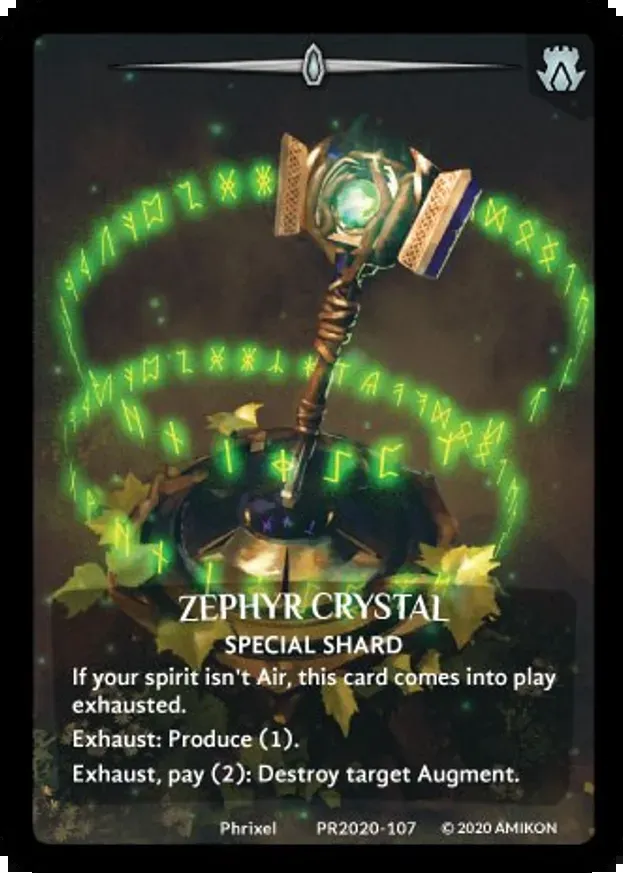 ZEPHYR CRYSTAL
SPECIAL SHARD
If your spirit isn't Air, this card comes into play
exhausted.
Exhaust: Produce (1).
Exhaust, pay (2): Destroy target Augment.
Phrixel PR2020-107 © 2020 AMIKON